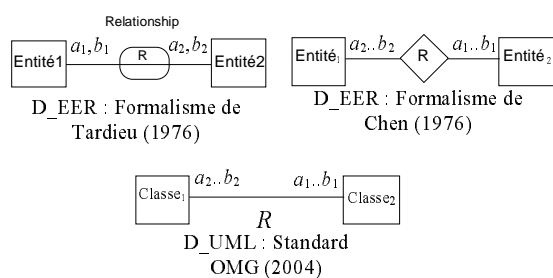 Relationship
a₁,b₁ a₂,b₂
Entité1 R Entité2
D_EER : Formalisme de
Tardieu (1976)
a₂..b₂ a₁..b₁
Entité₁ R Entité₂
D_EER : Formalisme de
Chen (1976)
a₂..b₂ a₁..b₁
Classe₁ Classe₂
R
D_UML : Standard
OMG (2004)